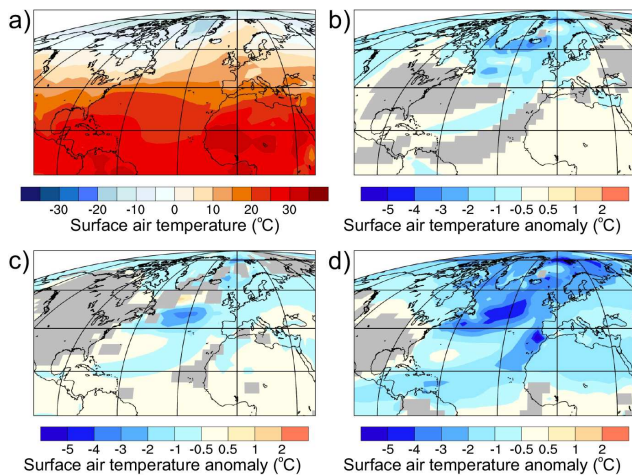 a)
b)
-30 -20 -10 0 10 20 30
Surface air temperature (°C)
-5 -4 -3 -2 -1 -0.5 0.5 1 2
Surface air temperature anomaly (°C)
c)
d)
-5 -4 -3 -2 -1 -0.5 0.5 1 2
Surface air temperature anomaly (°C)
-5 -4 -3 -2 -1 -0.5 0.5 1 2
Surface air temperature anomaly (°C)